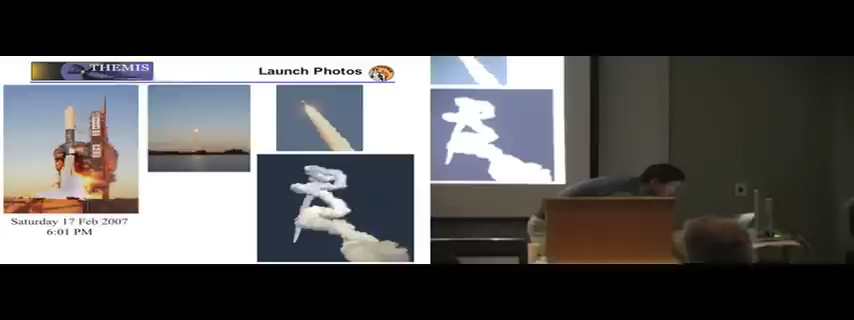 THEMIS
Launch Photos
Saturday 17 Feb 2007
6:01 PM